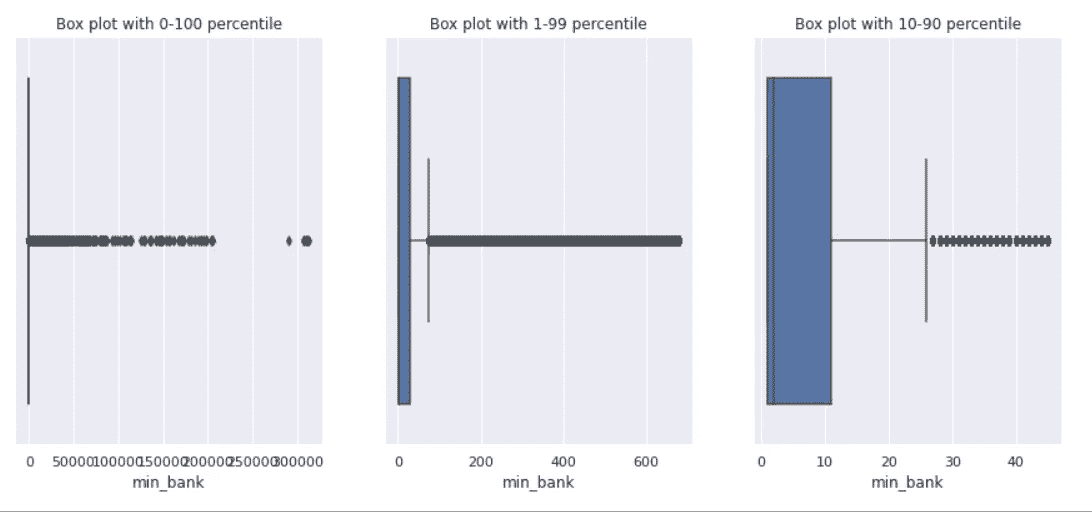 Box plot with 0-100 percentile
Box plot with 1-99 percentile
Box plot with 10-90 percentile
0 50000 100000 150000 200000 250000 300000
0 200 400 600
0 10 20 30 40
min_bank
min_bank
min_bank